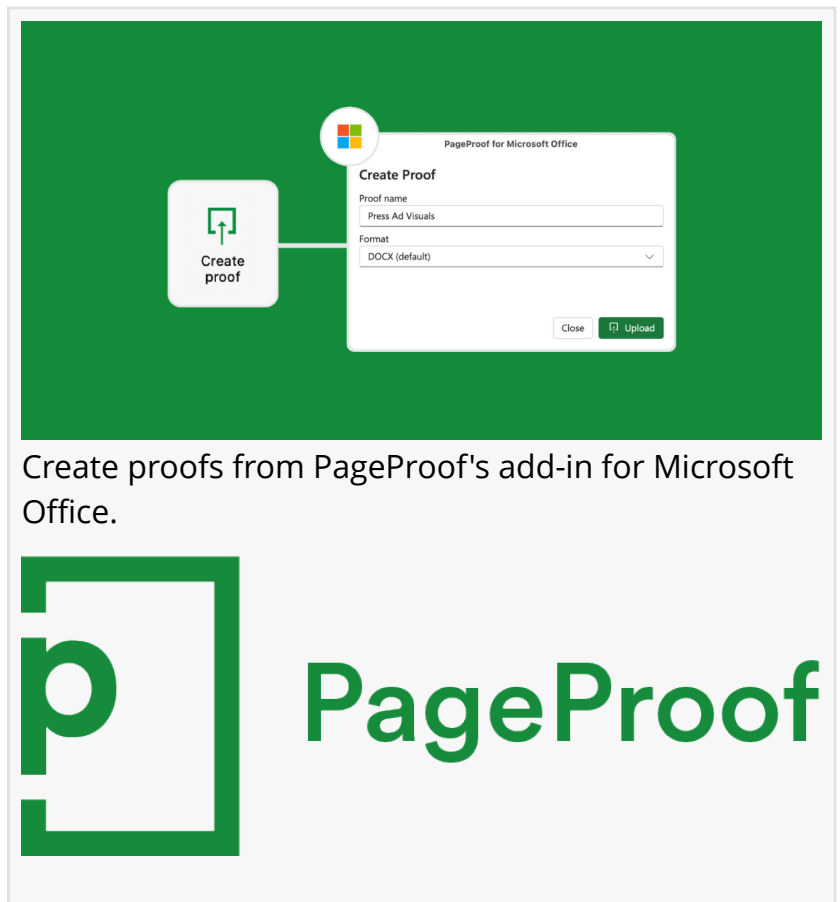 PageProof for Microsoft Office
Create Proof
Proof name
Press Ad Visuals
Format
DOCX (default)
Create
proof
Close
Upload
Create proofs from PageProof's add-in for Microsoft
Office.
p
PageProof